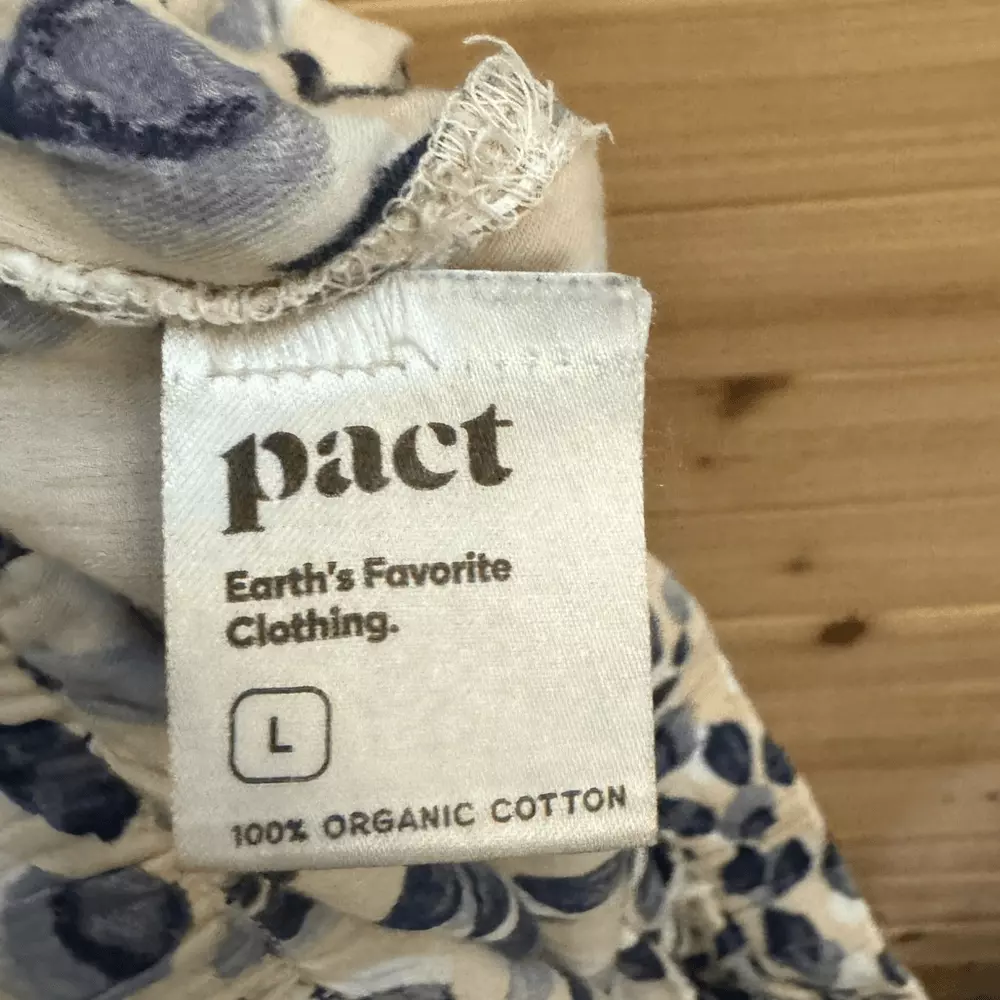 pact
Earth's Favorite
Clothing.
L
100% ORGANIC COTTON